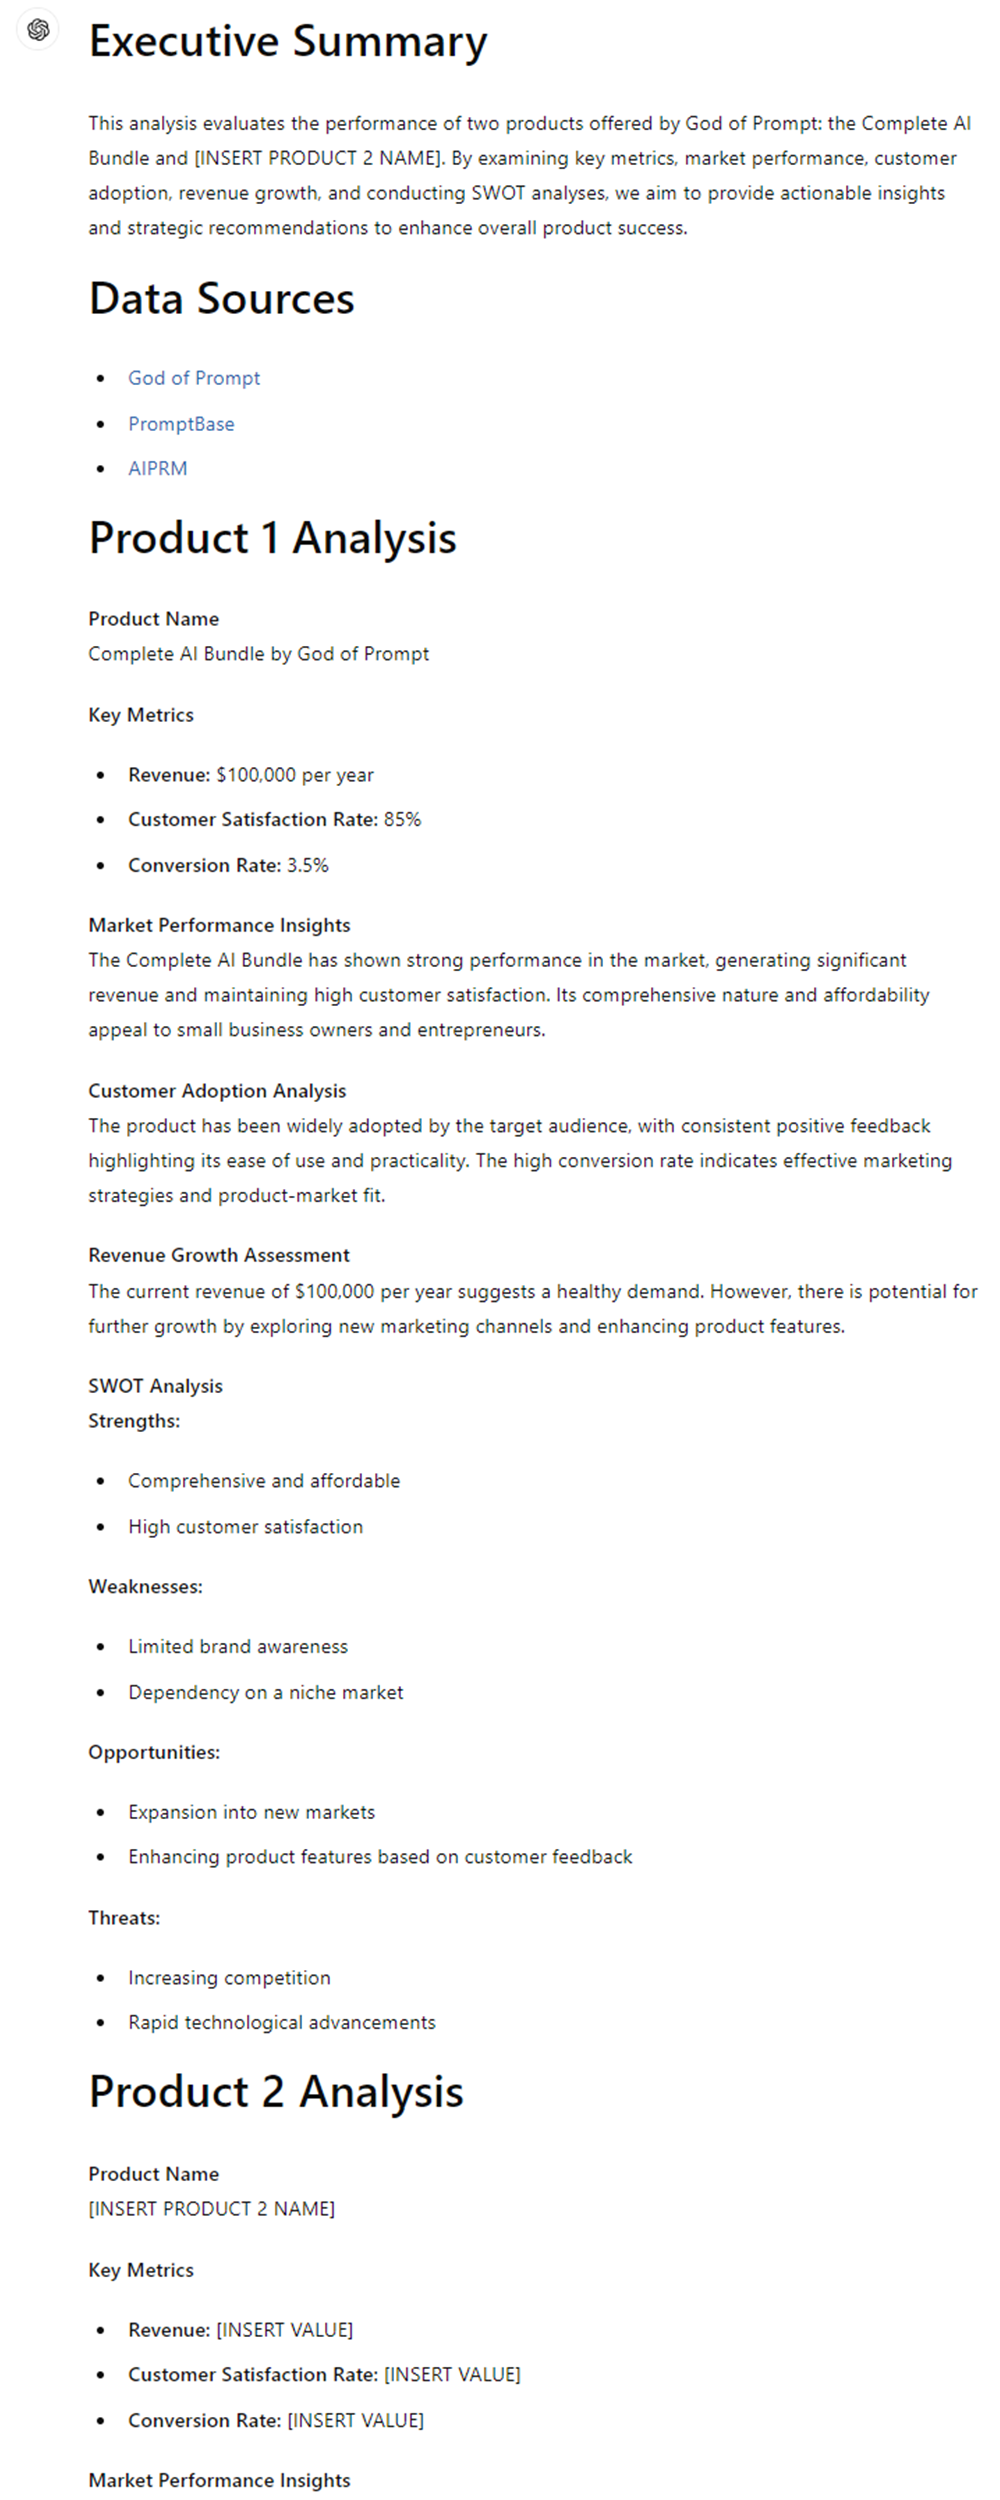 Executive Summary
This analysis evaluates the performance of two products offered by God of Prompt: the Complete AI
Bundle and [INSERT PRODUCT 2 NAME]. By examining key metrics, market performance, customer
adoption, revenue growth, and conducting SWOT analyses, we aim to provide actionable insights
and strategic recommendations to enhance overall product success.
Data Sources
• God of Prompt
• PromptBase
• AIPRM
Product 1 Analysis
Product Name
Complete AI Bundle by God of Prompt
Key Metrics
• Revenue: $100,000 per year
• Customer Satisfaction Rate: 85%
• Conversion Rate: 3.5%
Market Performance Insights
The Complete AI Bundle has shown strong performance in the market, generating significant
revenue and maintaining high customer satisfaction. Its comprehensive nature and affordability
appeal to small business owners and entrepreneurs.
Customer Adoption Analysis
The product has been widely adopted by the target audience, with consistent positive feedback
highlighting its ease of use and practicality. The high conversion rate indicates effective marketing
strategies and product-market fit.
Revenue Growth Assessment
The current revenue of $100,000 per year suggests a healthy demand. However, there is potential for
further growth by exploring new marketing channels and enhancing product features.
SWOT Analysis
Strengths:
• Comprehensive and affordable
• High customer satisfaction
Weaknesses:
• Limited brand awareness
• Dependency on a niche market
Opportunities:
• Expansion into new markets
• Enhancing product features based on customer feedback
Threats:
• Increasing competition
• Rapid technological advancements
Product 2 Analysis
Product Name
[INSERT PRODUCT 2 NAME]
Key Metrics
• Revenue: [INSERT VALUE]
• Customer Satisfaction Rate: [INSERT VALUE]
• Conversion Rate: [INSERT VALUE]
Market Performance Insights